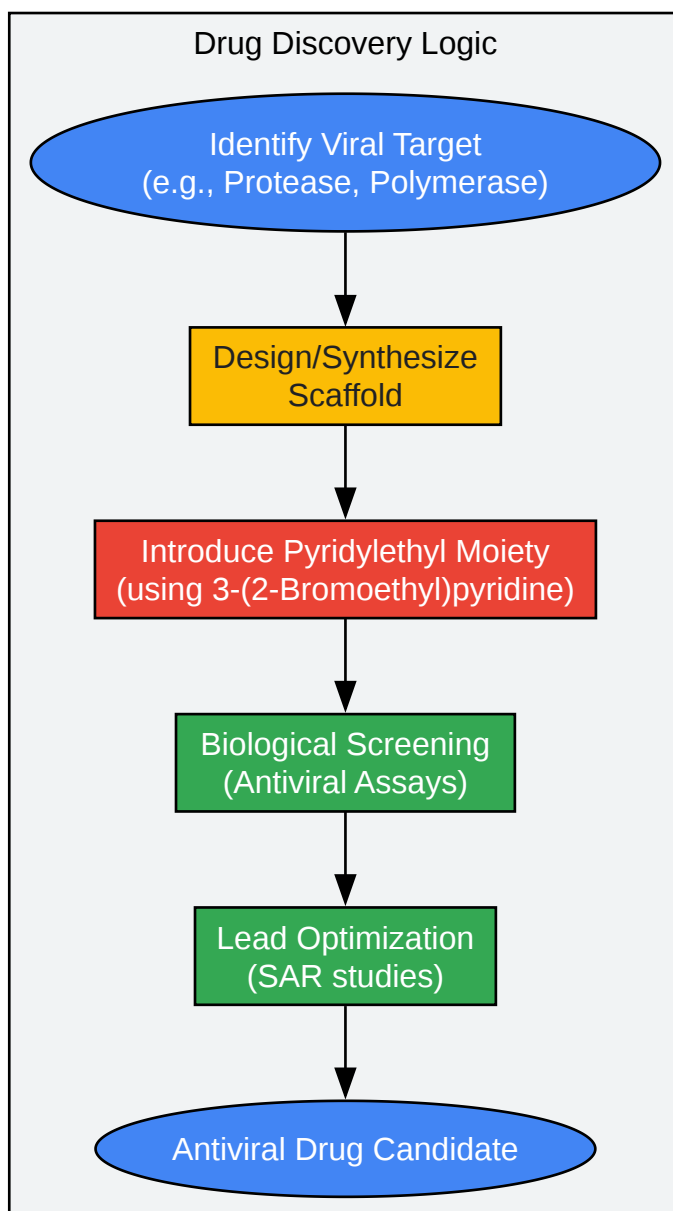 Drug Discovery Logic
Identify Viral Target
(e.g., Protease, Polymerase)
Design/Synthesize
Scaffold
Introduce Pyridylethyl Moiety
(using 3-(2-Bromoethyl)pyridine)
Biological Screening
(Antiviral Assays)
Lead Optimization
(SAR studies)
Antiviral Drug Candidate